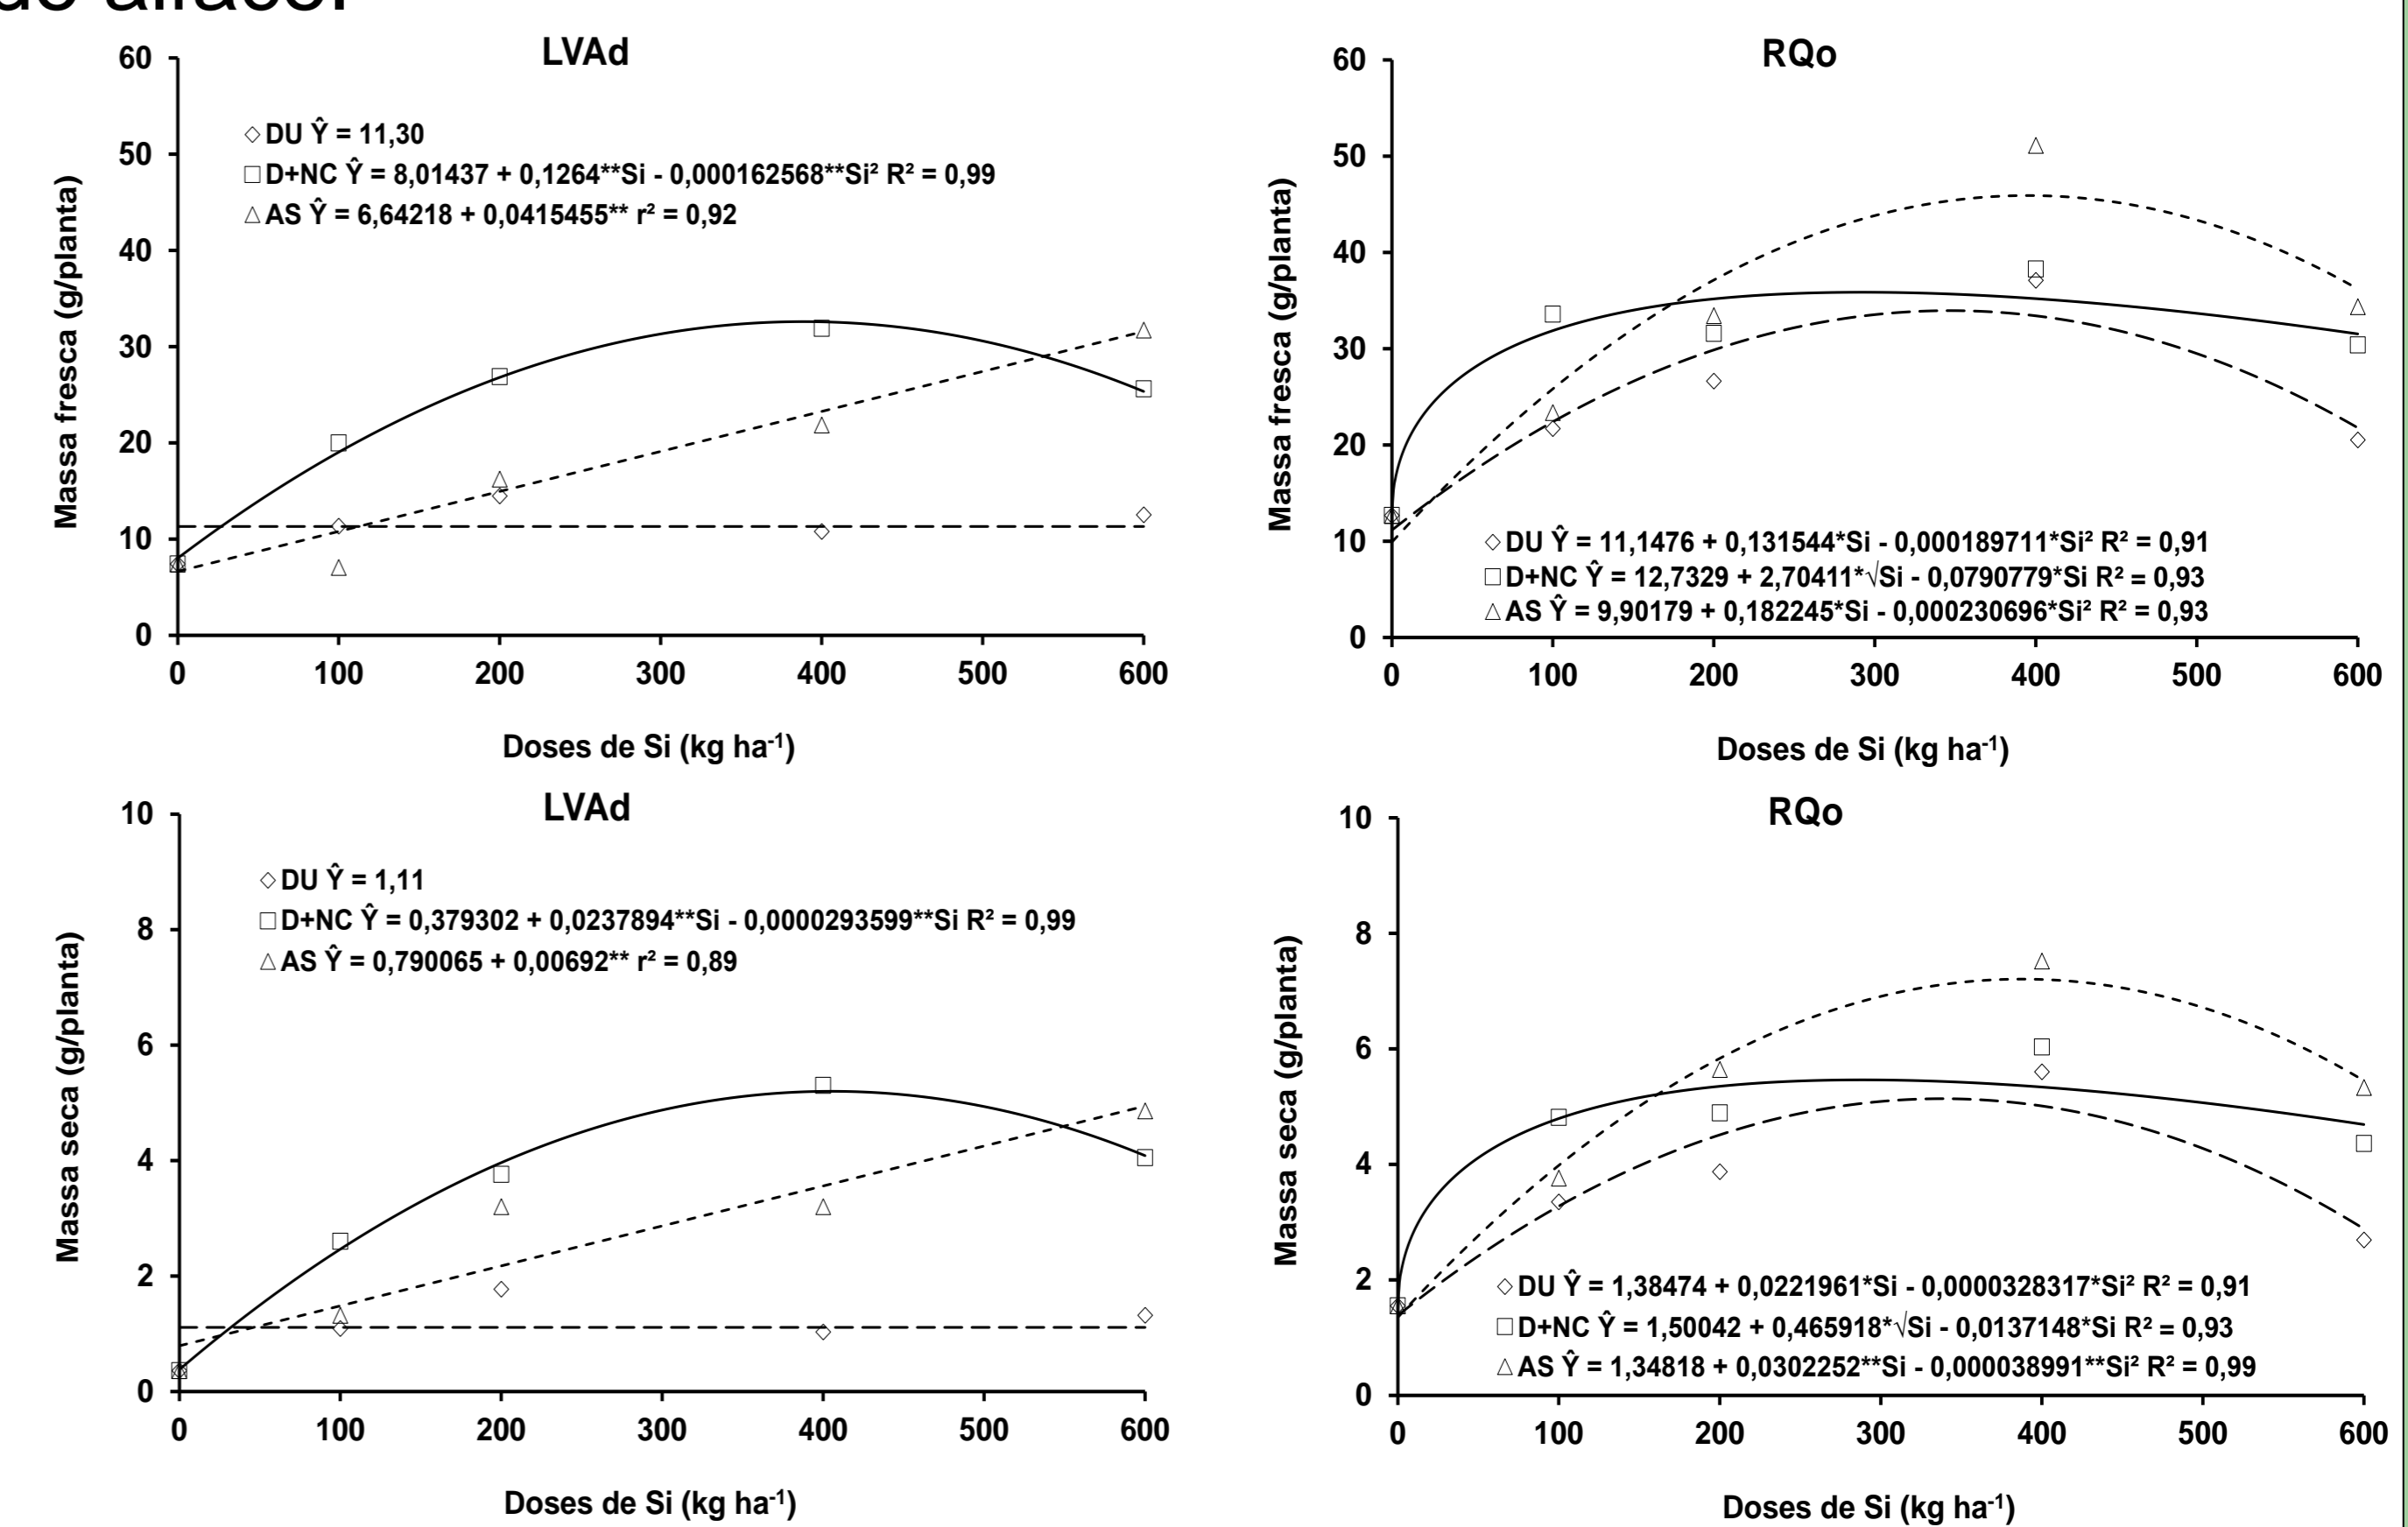 LVAd
60
50
40
30
20
10
0
Massa fresca (g/planta)
◇ DU Ŷ = 11,30
□ D+NC Ŷ = 8,01437 + 0,1264**Si - 0,000162568**Si² R² = 0,99
△ AS Ŷ = 6,64218 + 0,0415455** r² = 0,92
0 100 200 300 400 500 600
Doses de Si (kg ha⁻¹)
RQo
60
50
40
30
20
10
0
Massa fresca (g/planta)
◇ DU Ŷ = 11,1476 + 0,131544*Si - 0,000189711*Si² R² = 0,91
□ D+NC Ŷ = 12,7329 + 2,70411*√Si - 0,0790779*Si R² = 0,93
△ AS Ŷ = 9,90179 + 0,182245*Si - 0,000230696*Si² R² = 0,93
0 100 200 300 400 500 600
Doses de Si (kg ha⁻¹)
LVAd
10
8
6
4
2
0
Massa seca (g/planta)
◇ DU Ŷ = 1,11
□ D+NC Ŷ = 0,379302 + 0,0237894**Si - 0,0000293599**Si R² = 0,99
△ AS Ŷ = 0,790065 + 0,00692** r² = 0,89
0 100 200 300 400 500 600
Doses de Si (kg ha⁻¹)
RQo
10
8
6
4
2
0
Massa seca (g/planta)
◇ DU Ŷ = 1,38474 + 0,0221961*Si - 0,0000328317*Si² R² = 0,91
□ D+NC Ŷ = 1,50042 + 0,465918*√Si - 0,0137148*Si R² = 0,93
△ AS Ŷ = 1,34818 + 0,0302252**Si - 0,000038991**Si² R² = 0,99
0 100 200 300 400 500 600
Doses de Si (kg ha⁻¹)